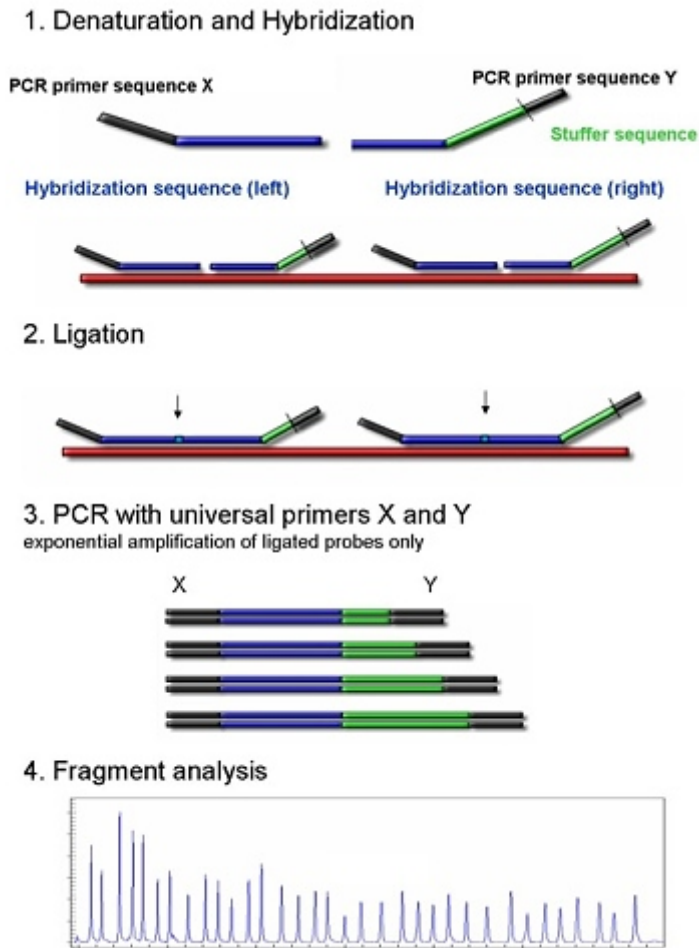 1. Denaturation and Hybridization
PCR primer sequence X
PCR primer sequence Y
Stuffer sequence
Hybridization sequence (left)
Hybridization sequence (right)
2. Ligation
3. PCR with universal primers X and Y
exponential amplification of ligated probes only
X
Y
4. Fragment analysis